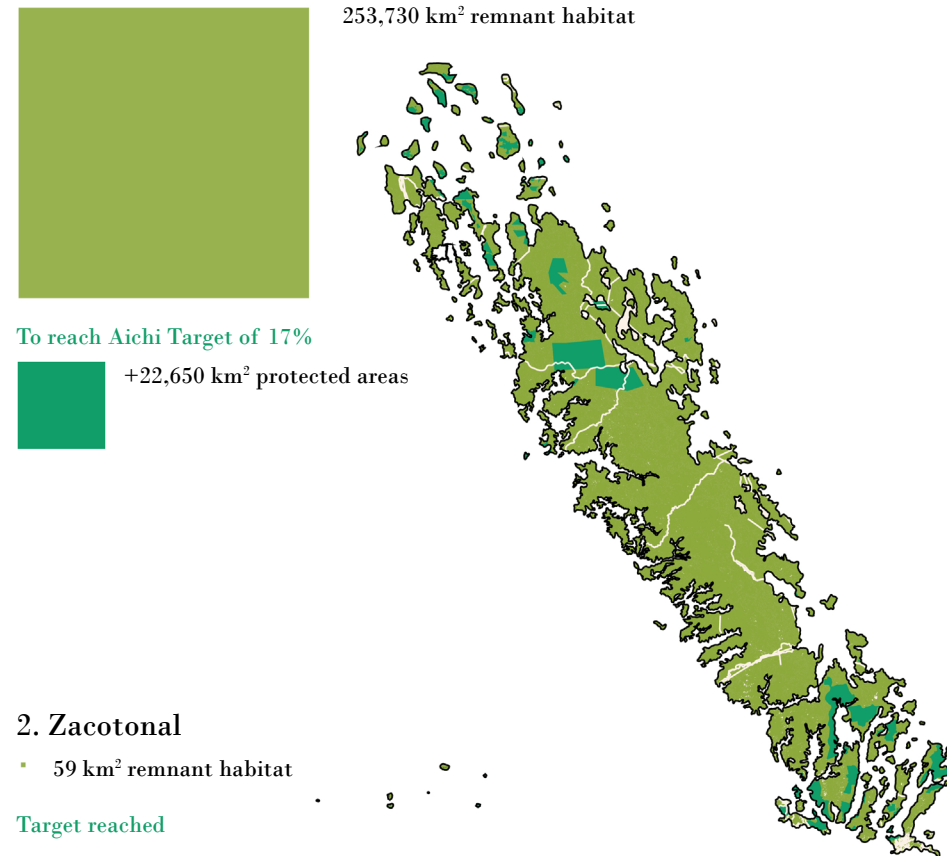 253,730 km² remnant habitat
To reach Aichi Target of 17%
+22,650 km² protected areas
2. Zacotonal
59 km² remnant habitat
Target reached